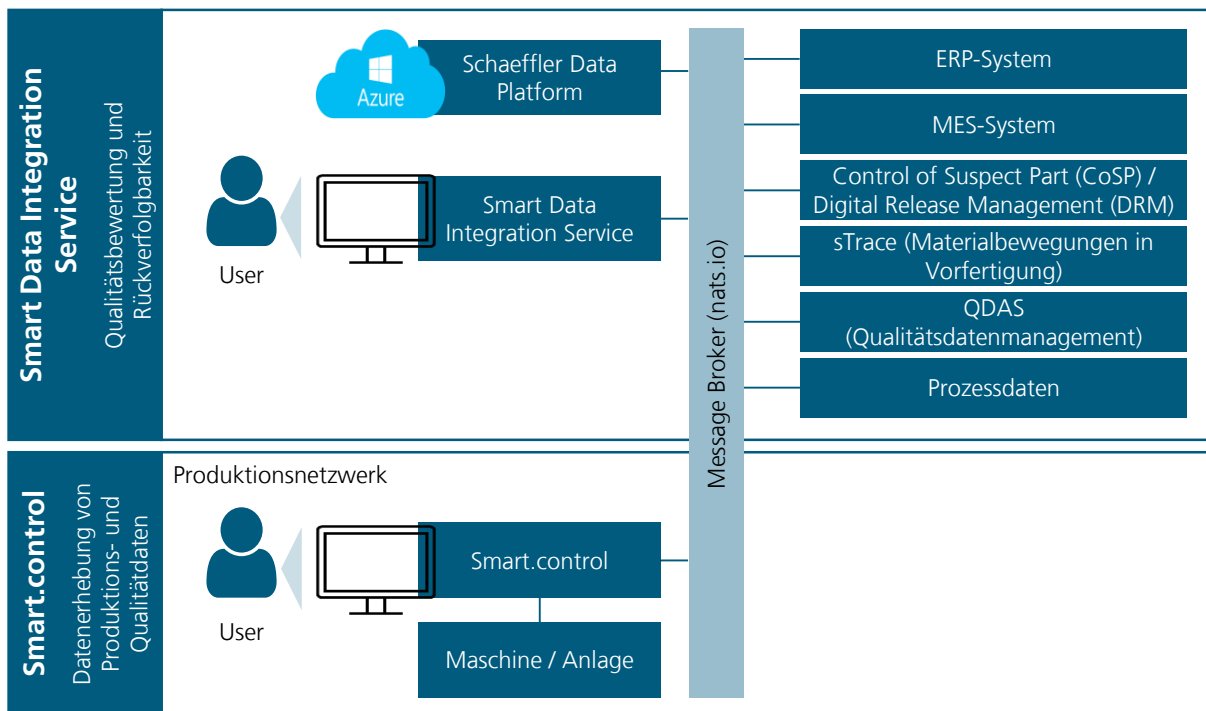 Smart Data Integration
Service
Qualitätsbewertung und
Rückverfolgbarkeit
Azure
Schaeffler Data
Platform
User
Smart Data
Integration Service
Message Broker (nats.io)
ERP-System
MES-System
Control of Suspect Part (CoSP) /
Digital Release Management (DRM)
sTrace (Materialbewegungen in
Vorfertigung)
QDAS
(Qualitätsdatenmanagement)
Prozessdaten
Smart.control
Datenerhebung von
Produktions- und
Qualitätdaten
Produktionsnetzwerk
User
Smart.control
Maschine / Anlage